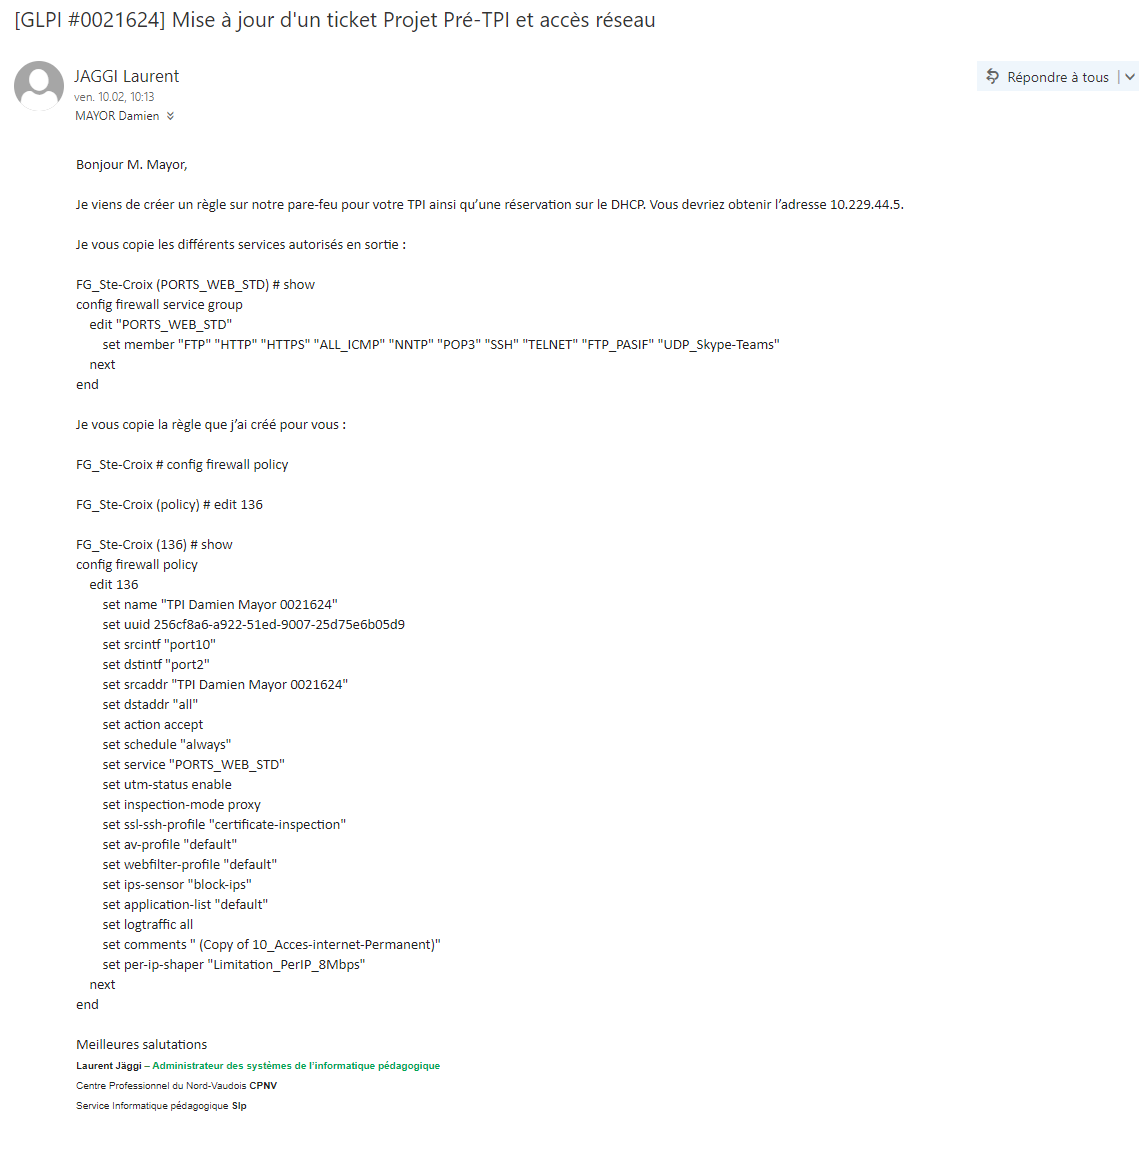 [GLPI #0021624] Mise à jour d'un ticket Projet Pré-TPI et accès réseau
JAGGI Laurent
ven. 10.02, 10:13
MAYOR Damien
Répondre à tous
Bonjour M. Mayor,
Je viens de créer un règle sur notre pare-feu pour votre TPI ainsi qu’une réservation sur le DHCP. Vous devriez obtenir l’adresse 10.229.44.5.
Je vous copie les différents services autorisés en sortie :
FG_Ste-Croix (PORTS_WEB_STD) # show
config firewall service group
edit "PORTS_WEB_STD"
set member "FTP" "HTTP" "HTTPS" "ALL_ICMP" "NNTP" "POP3" "SSH" "TELNET" "FTP_PASIF" "UDP_Skype-Teams"
next
end
Je vous copie la règle que j’ai créé pour vous :
FG_Ste-Croix # config firewall policy
FG_Ste-Croix (policy) # edit 136
FG_Ste-Croix (136) # show
config firewall policy
edit 136
set name "TPI Damien Mayor 0021624"
set uuid 256cf8a6-a922-51ed-9007-25d75e6b05d9
set srcintf "port10"
set dstintf "port2"
set srcaddr "TPI Damien Mayor 0021624"
set dstaddr "all"
set action accept
set schedule "always"
set service "PORTS_WEB_STD"
set utm-status enable
set inspection-mode proxy
set ssl-ssh-profile "certificate-inspection"
set av-profile "default"
set webfilter-profile "default"
set ips-sensor "block-ips"
set application-list "default"
set logtraffic all
set comments " (Copy of 10_Acces-internet-Permanent)"
set per-ip-shaper "Limitation_PerIP_8Mbps"
next
end
Meilleures salutations
Laurent Jäggi – Administrateur des systèmes de l’informatique pédagogique
Centre Professionnel du Nord-Vaudois CPNV
Service Informatique pédagogique SIp